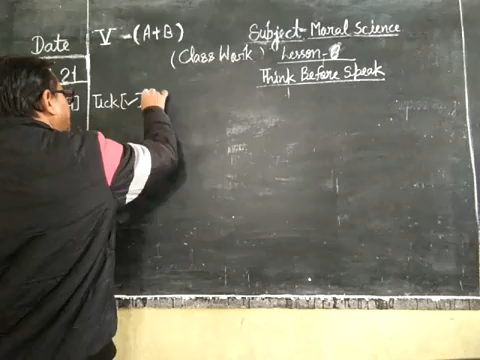 V - (A+B)
Subject - Moral Science
(Class Work) Lesson - 8
Think Before Speak
Date
21
Tick [✓]